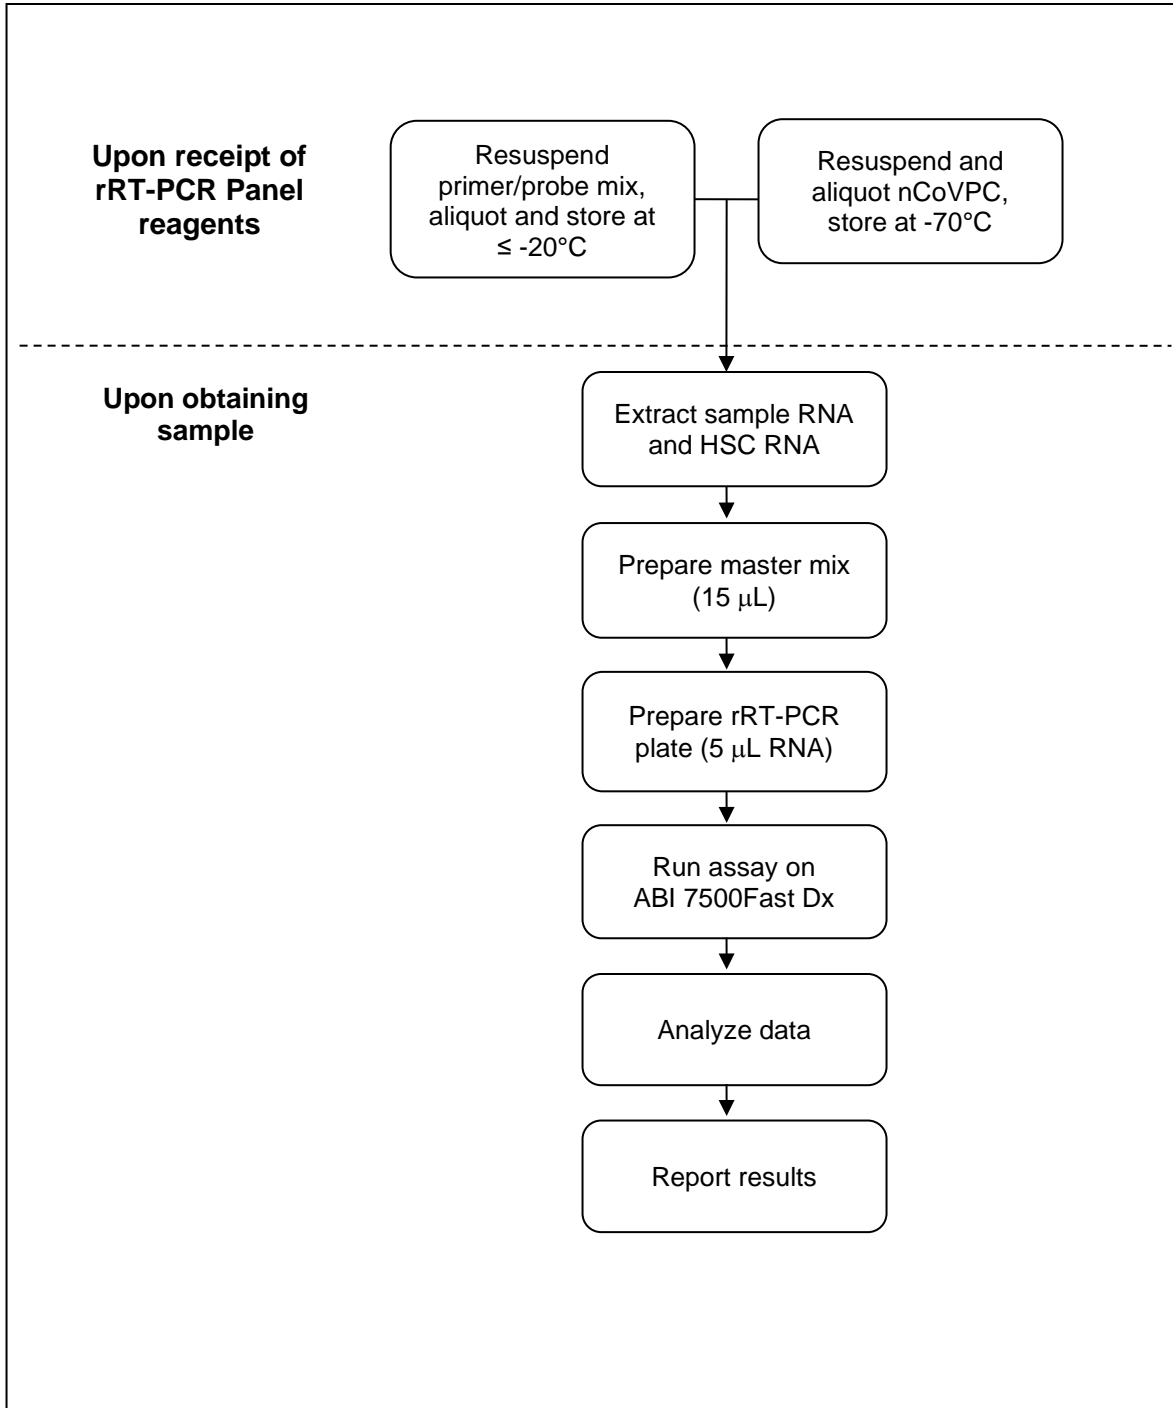 Upon receipt of
rRT-PCR Panel
reagents
Resuspend
primer/probe mix,
aliquot and store at
≤ -20°C
Resuspend and
aliquot nCoVPC,
store at -70°C
Upon obtaining
sample
Extract sample RNA
and HSC RNA
Prepare master mix
(15 μL)
Prepare rRT-PCR
plate (5 μL RNA)
Run assay on
ABI 7500Fast Dx
Analyze data
Report results